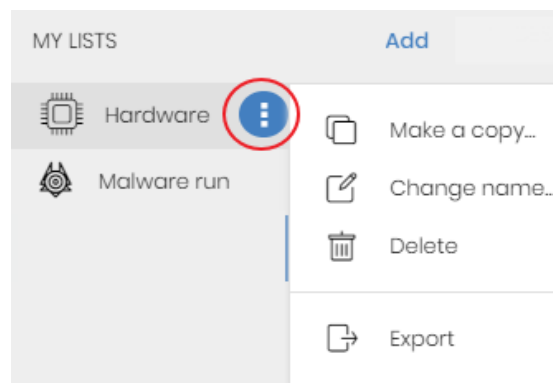 MY LISTS
Add
Hardware
Malware run
Make a copy...
Change name...
Delete
Export